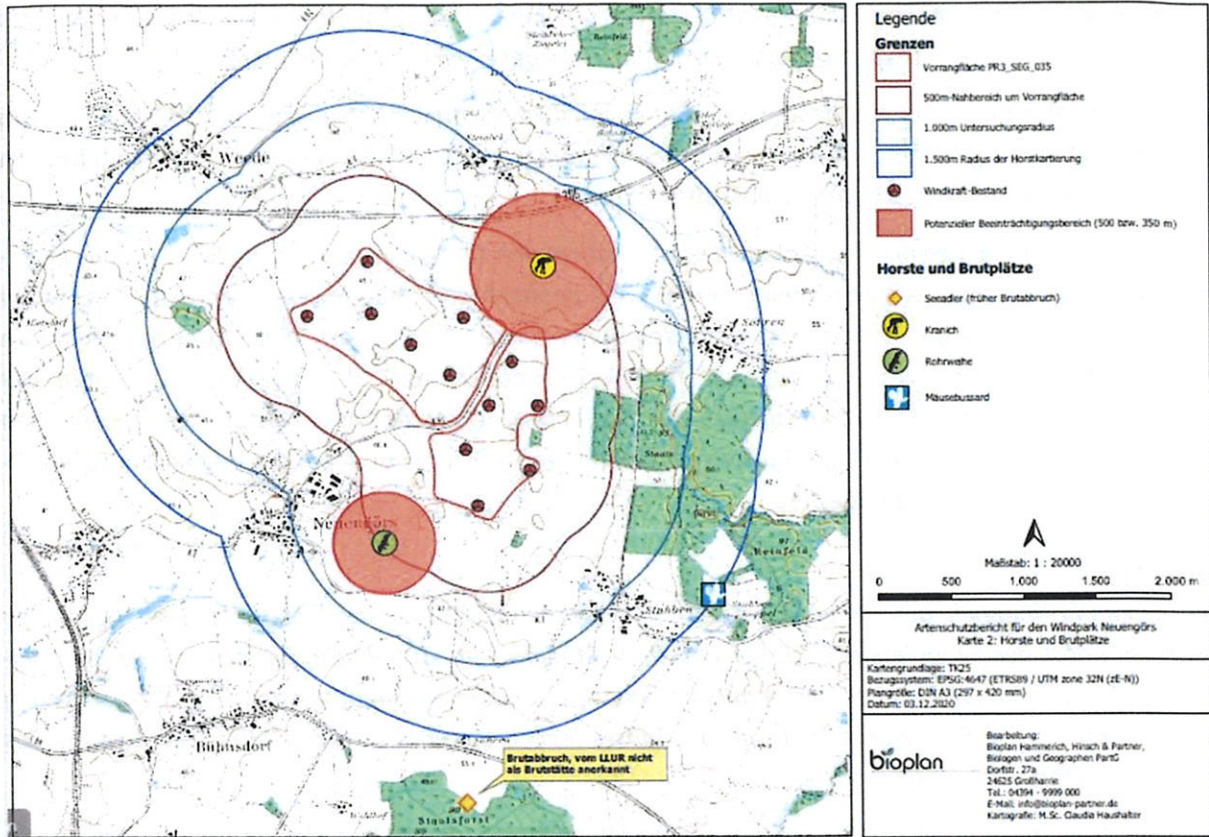 Weede
Steinbek
Söhren
Neuengörs
Stubben
Reinfeld
Bühnsdorf
Staatsforst
Brutabbruch, vom LLUR nicht
als Brutstätte anerkannt
Legende
Grenzen
Vorrangfläche PR3_SEG_035
500m-Nahbereich um Vorrangfläche
1.000m Untersuchungsradius
1.500m Radius der Horstkartierung
Windkraft-Bestand
Potenzieller Beeinträchtigungsbereich (500 bzw. 350 m)
Horste und Brutplätze
Seeadler (früher Brutabbruch)
Kranich
Rohrweihe
Mäusebussard
Maßstab: 1 : 20000
0 500 1.000 1.500 2.000 m
Artenschutzbericht für den Windpark Neuengörs
Karte 2: Horste und Brutplätze
Kartengrundlage: TK25
Bezugssystem: EPSG:4647 (ETRS89 / UTM zone 32N (zE-N))
Plangröße: DIN A3 (297 x 420 mm)
Datum: 03.12.2020
bioplan
Bearbeitung:
Bioplan Hammerich, Hinsch & Partner,
Biologen und Geographen PartG
Dorfstr. 27a
24625 Großharrie
Tel.: 04394 - 9999 000
E-Mail: info@bioplan-partner.de
Kartografie: M.Sc. Claudia Haushalter